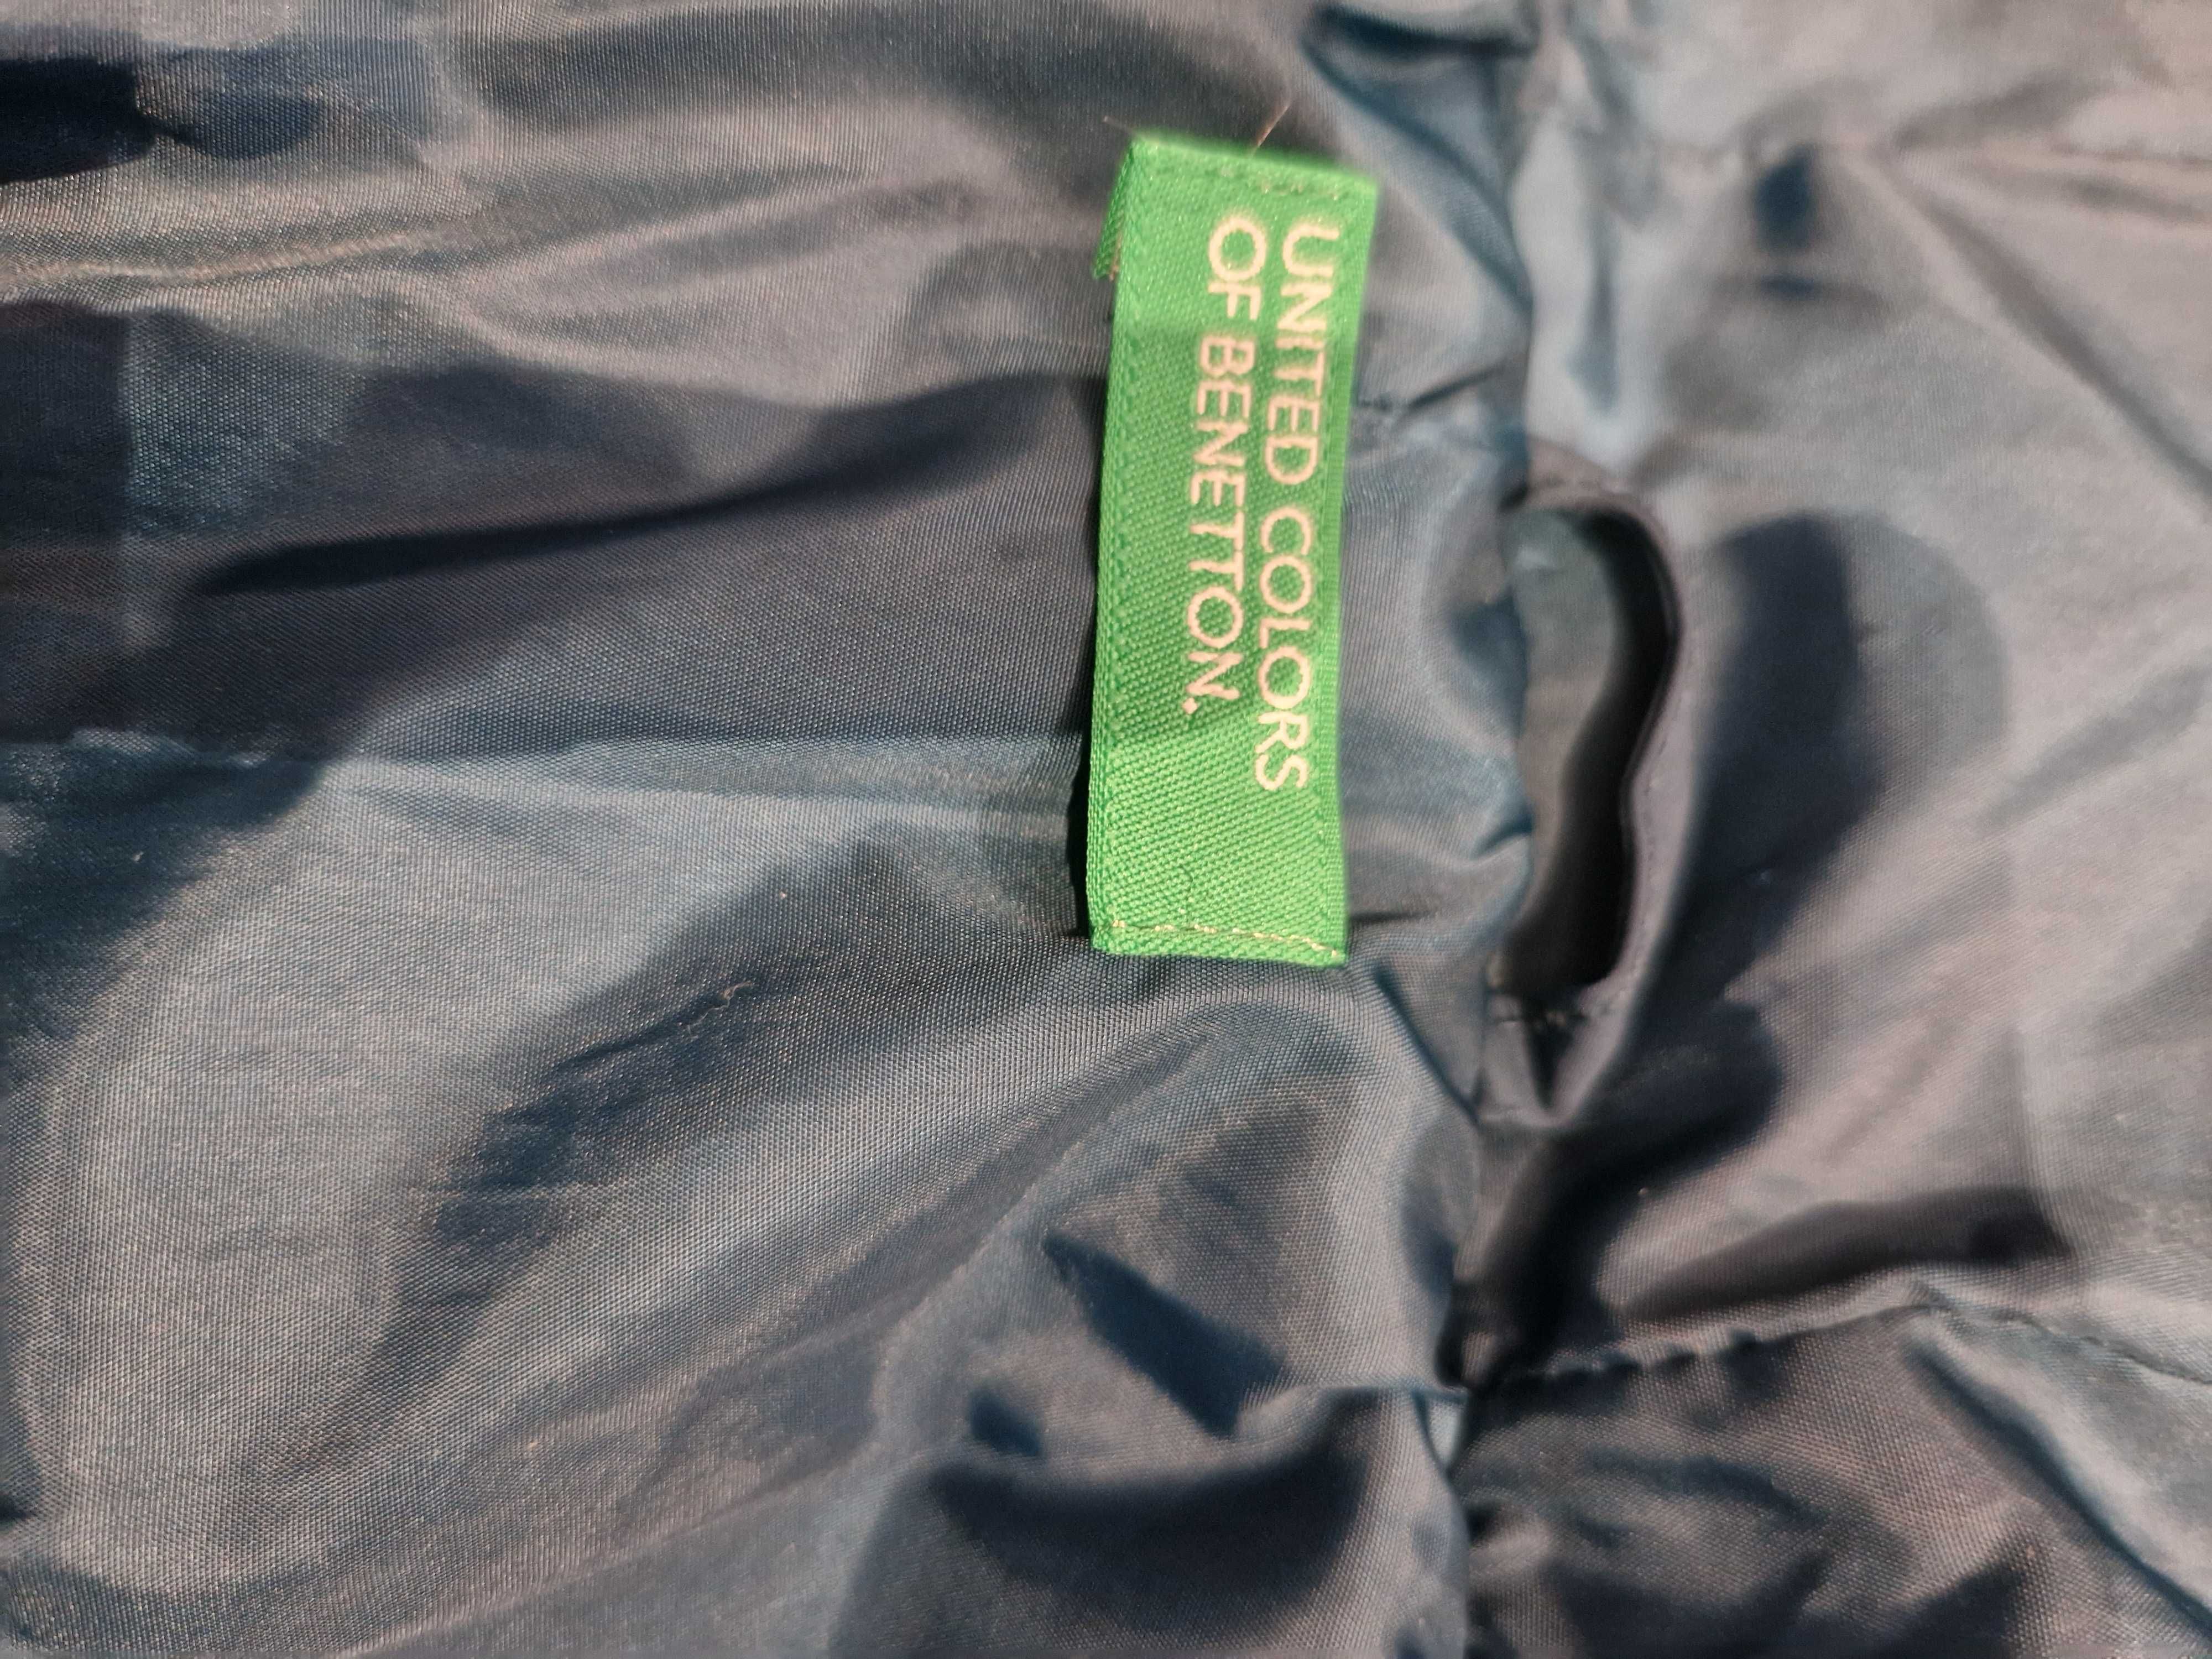 UNITED COLORS
OF BENETTON.